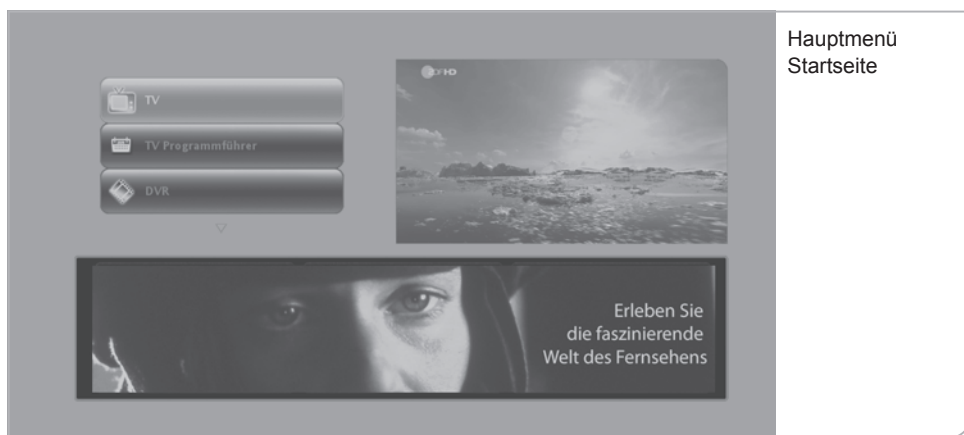 Hauptmenü
Startseite
ZDF HD
TV
TV Programmführer
DVR
Erleben Sie
die faszinierende
Welt des Fernsehens